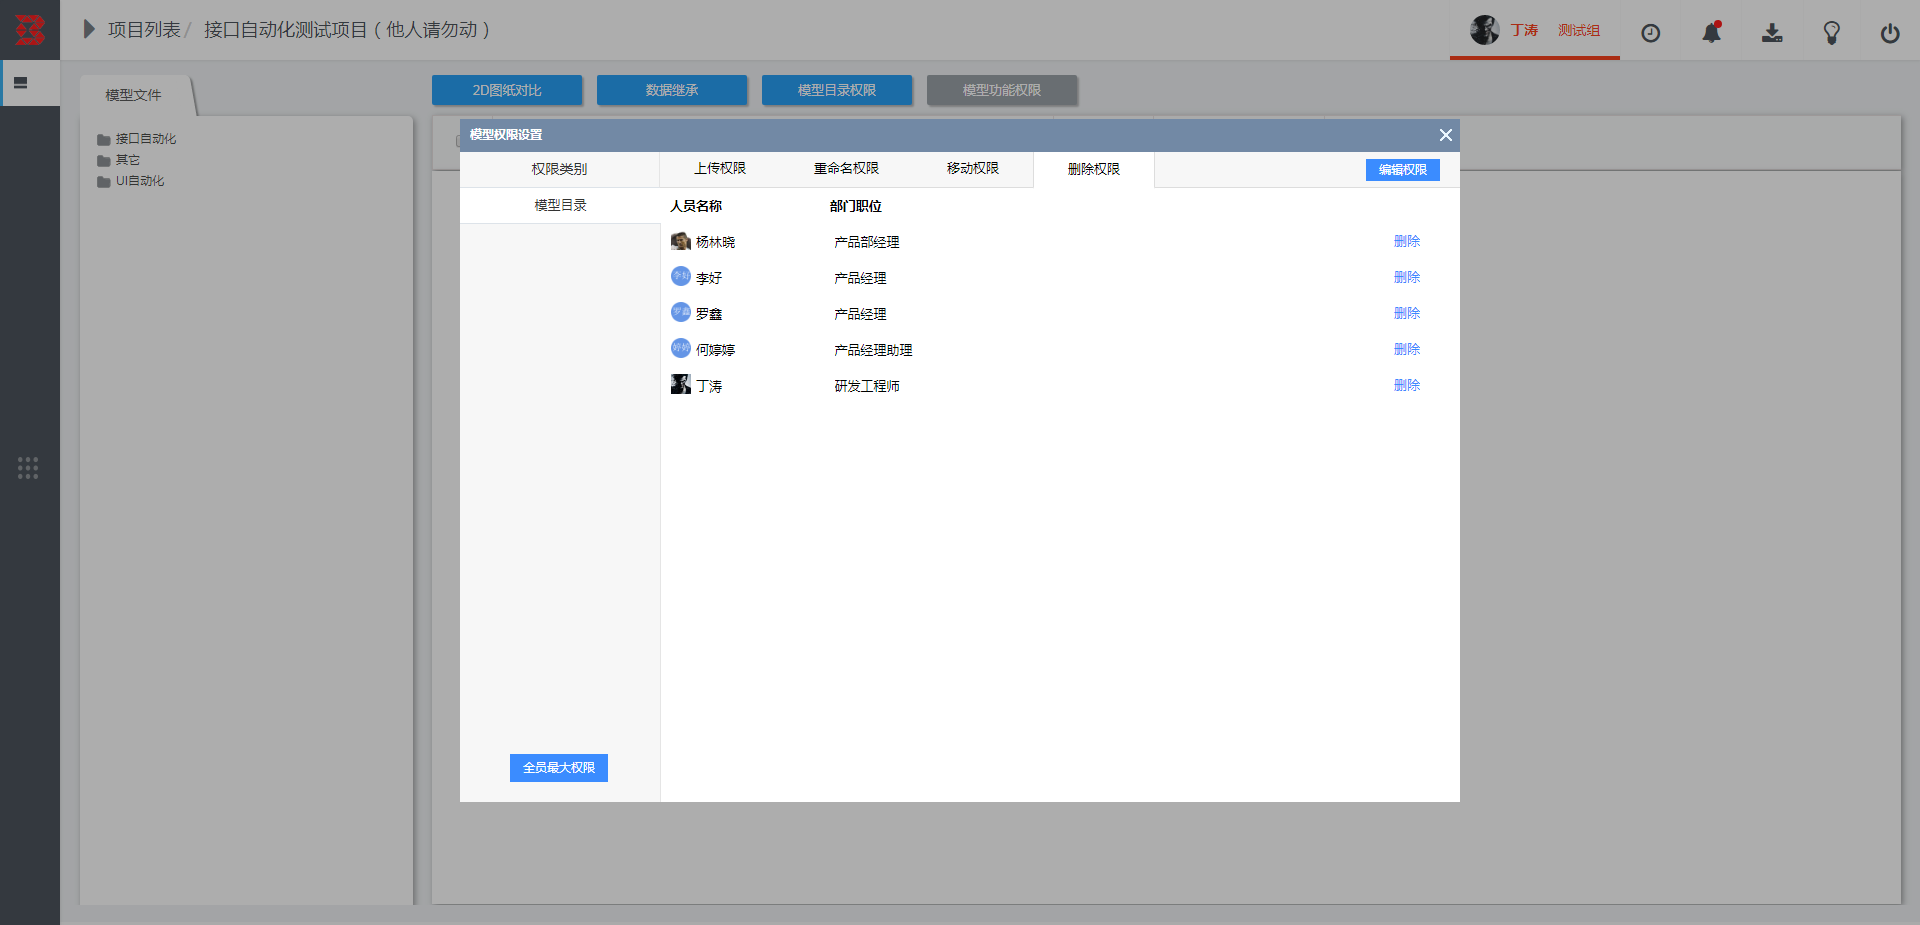 项目列表/ 接口自动化测试项目(他人请勿动)
丁涛 测试组
模型文件
2D图纸对比 数据继承 模型目录权限 模型功能权限
接口自动化
其它
UI自动化
模型权限设置
权限类别 上传权限 重命名权限 移动权限 删除权限 编辑权限
模型目录 人员名称 部门职位
杨林晓 产品部经理 删除
李好 李好 产品经理 删除
罗鑫 罗鑫 产品经理 删除
婷婷 何婷婷 产品经理助理 删除
丁涛 研发工程师 删除
全员最大权限